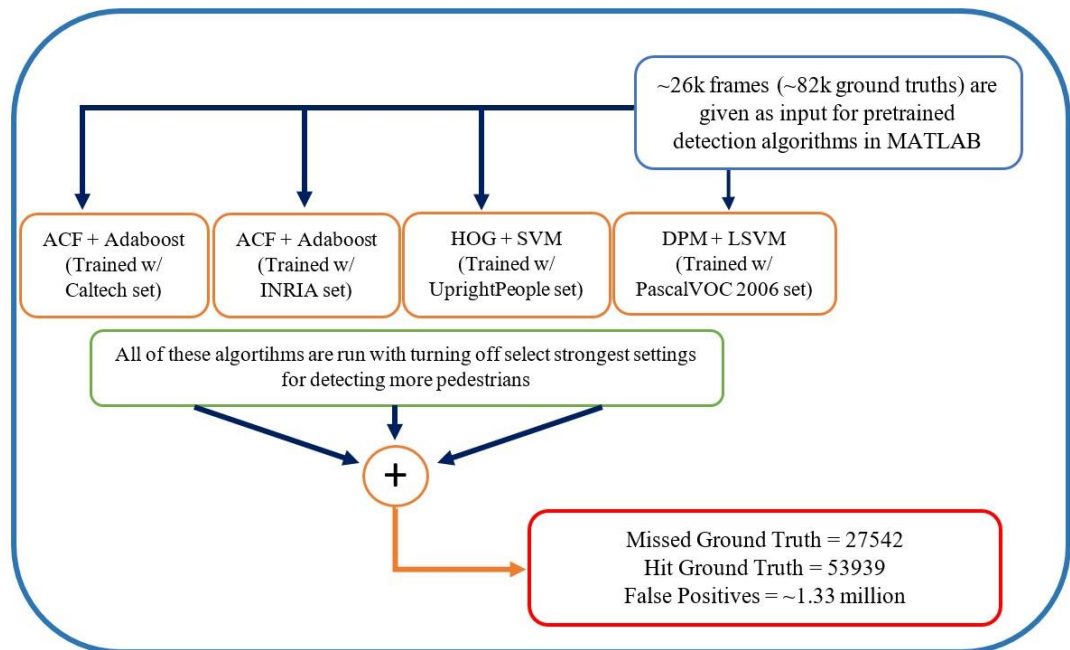 ~26k frames (~82k ground truths) are
given as input for pretrained
detection algorithms in MATLAB
ACF + Adaboost
(Trained w/
Caltech set)
ACF + Adaboost
(Trained w/
INRIA set)
HOG + SVM
(Trained w/
UprightPeople set)
DPM + LSVM
(Trained w/
PascalVOC 2006 set)
All of these algortihms are run with turning off select strongest settings
for detecting more pedestrians
+
Missed Ground Truth = 27542
Hit Ground Truth = 53939
False Positives = ~1.33 million